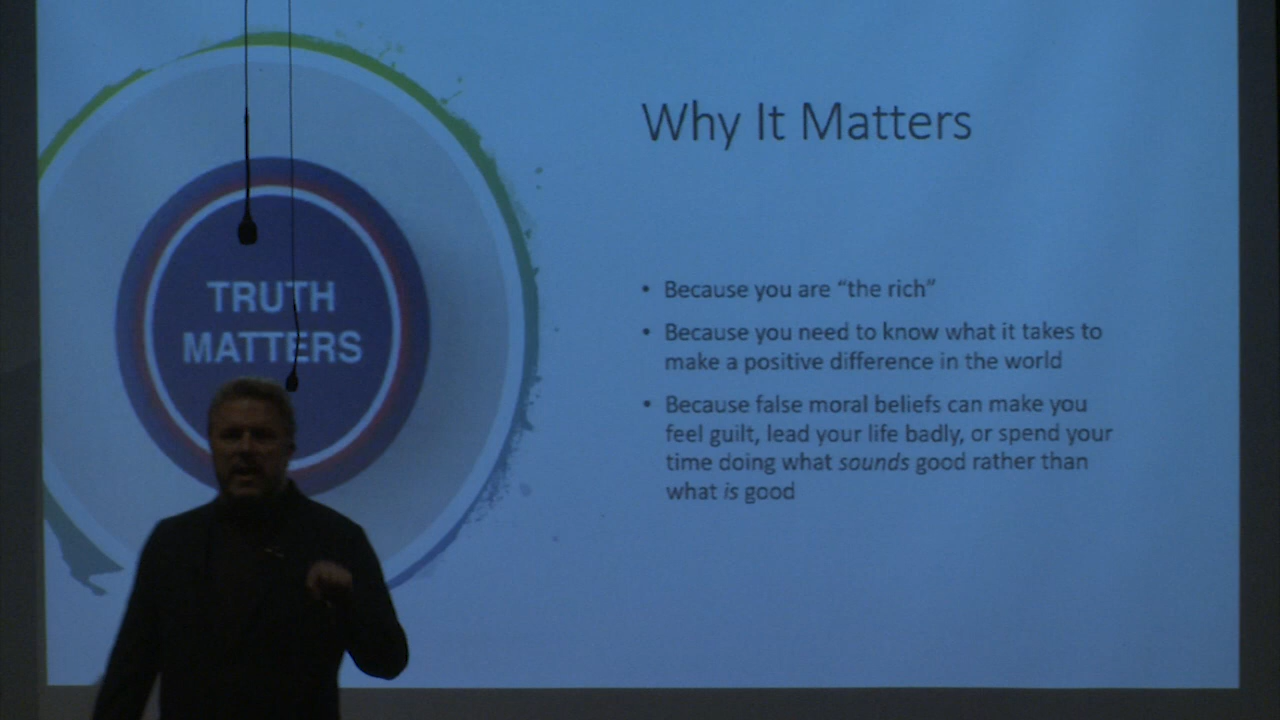 TRUTH
MATTERS
Why It Matters
• Because you are “the rich”
• Because you need to know what it takes to
make a positive difference in the world
• Because false moral beliefs can make you
feel guilt, lead your life badly, or spend your
time doing what sounds good rather than
what is good